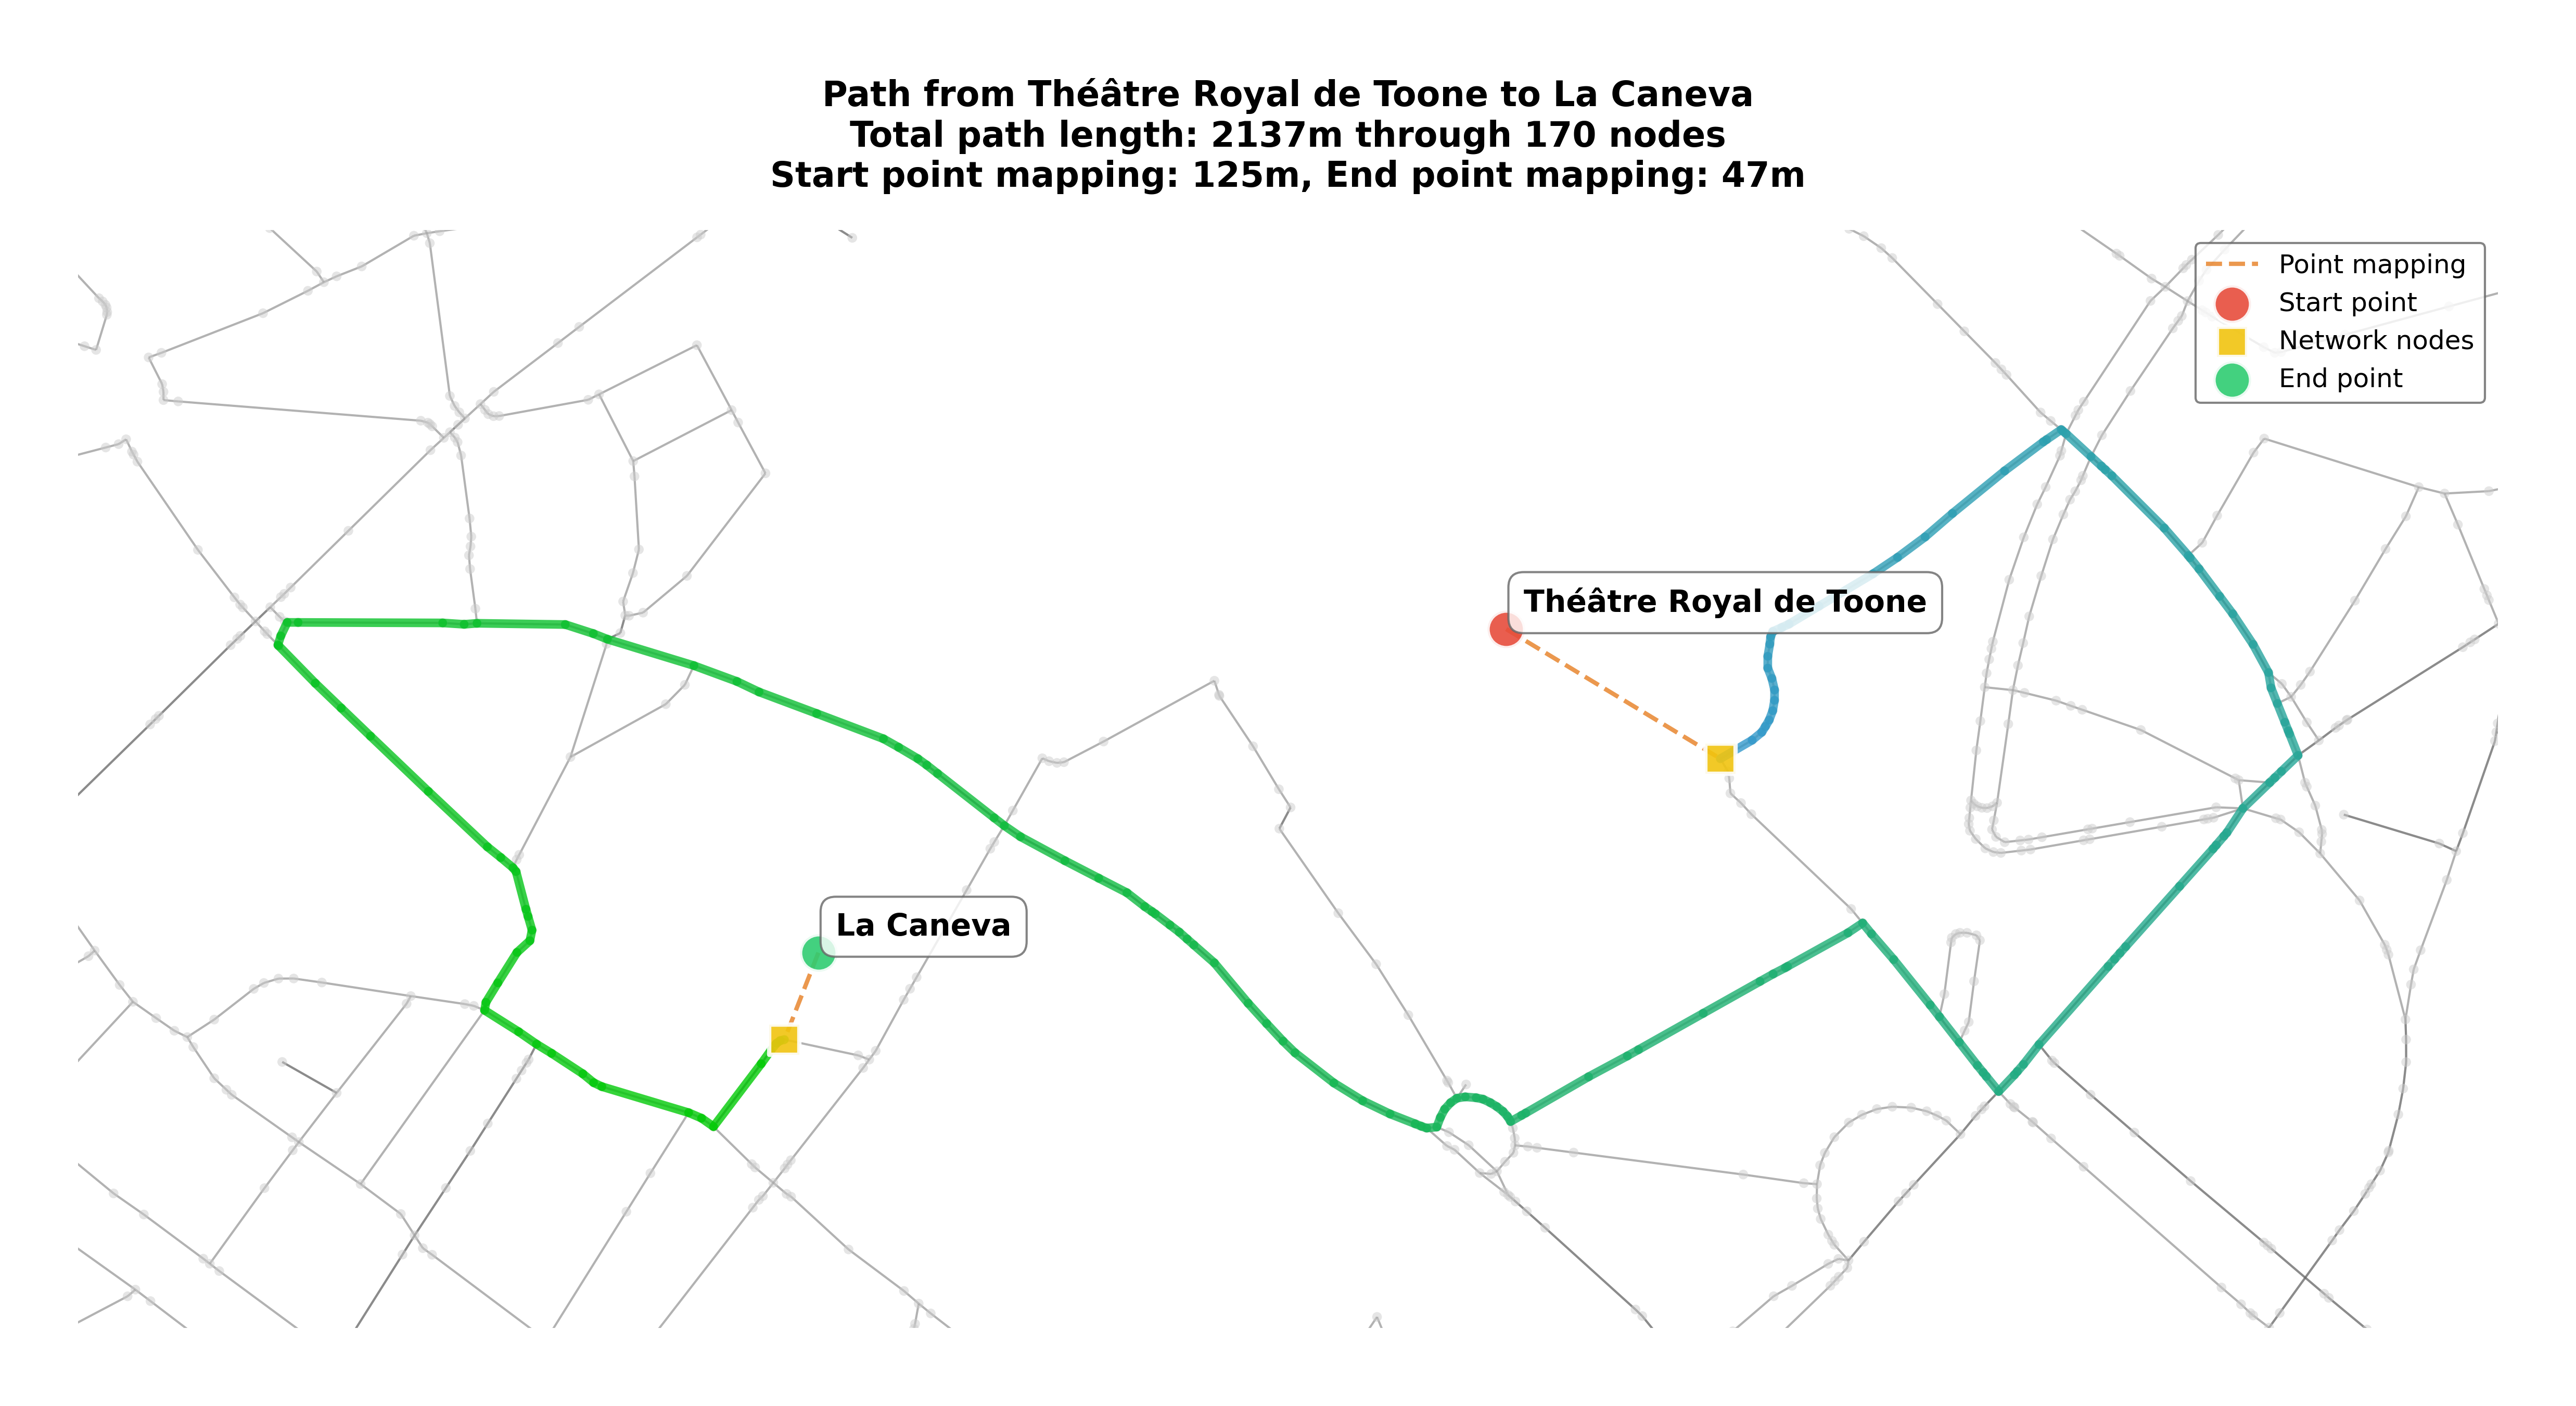 Path from Théâtre Royal de Toone to La Caneva
Total path length: 2137m through 170 nodes
Start point mapping: 125m, End point mapping: 47m
Point mapping
Start point
Network nodes
End point
Théâtre Royal de Toone
La Caneva